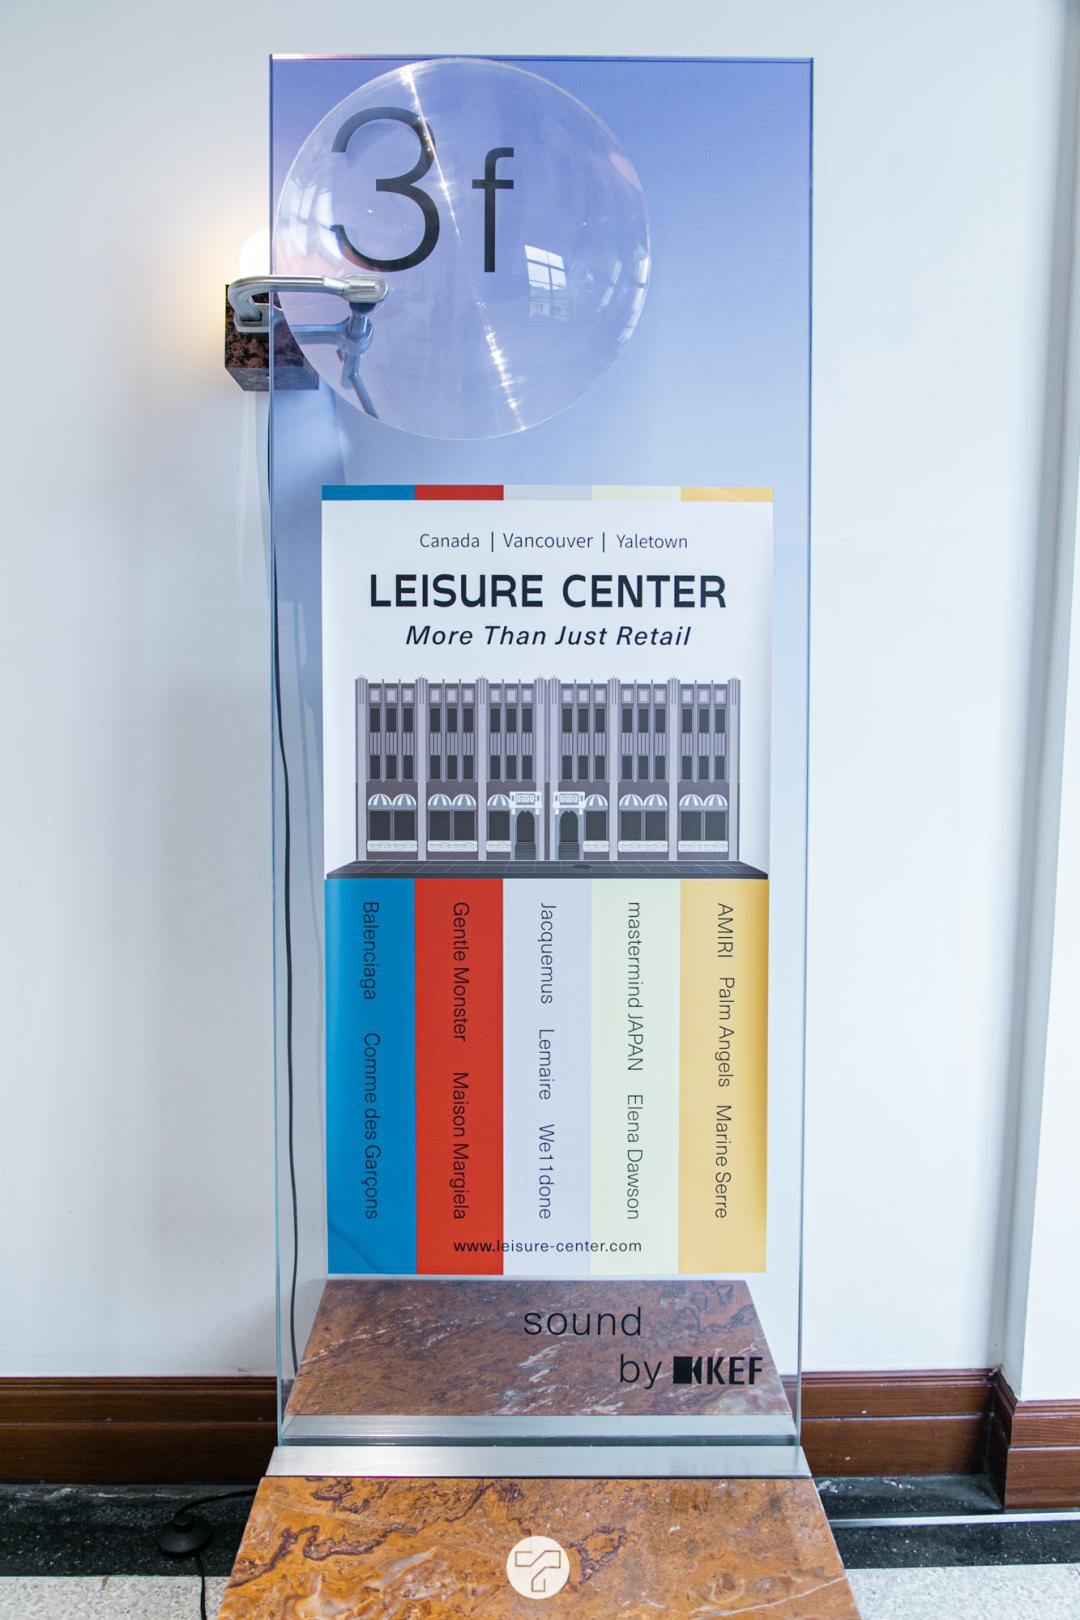 3f
Canada | Vancouver | Yaletown
LEISURE CENTER
More Than Just Retail
Balenciaga Comme des Garçons
Gentle Monster Maison Margiela
Jacquemus Lemaire We11done
mastermind JAPAN Elena Dawson
AMIRI Palm Angels Marine Serre
www.leisure-center.com
sound
by KEF